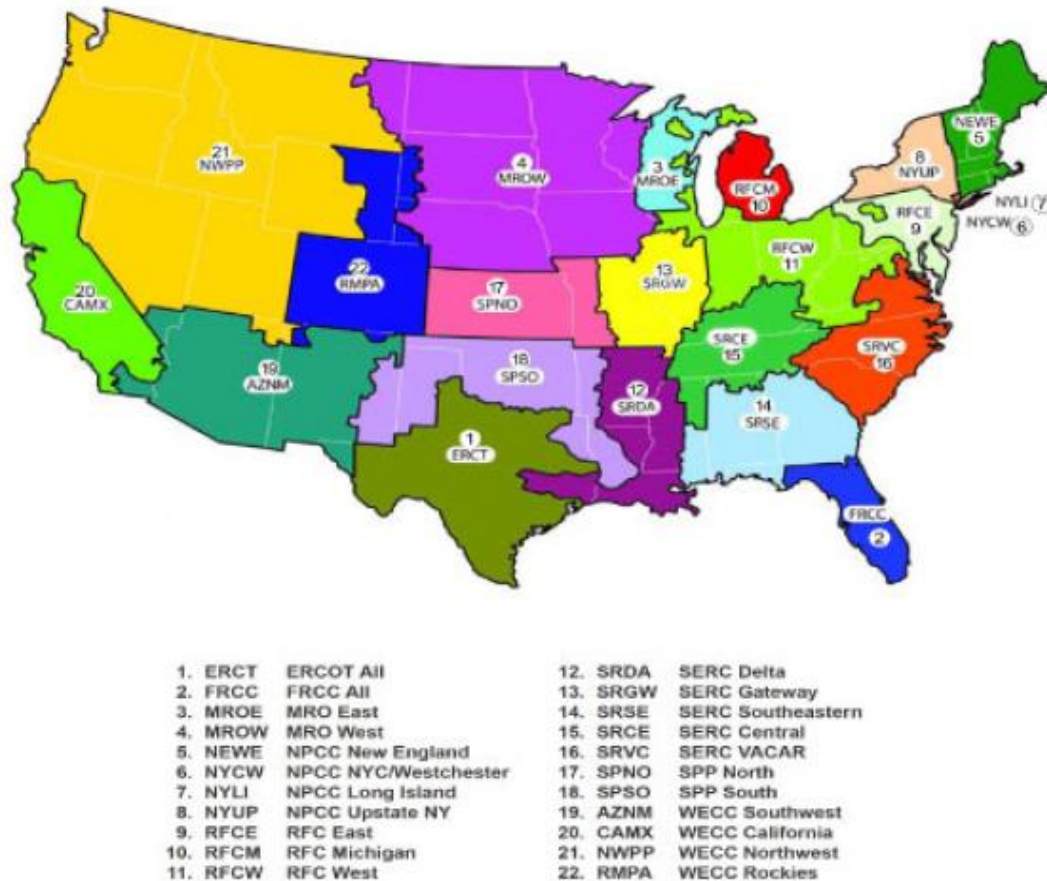 21
NWPP
4
MROW
3
MROE
RFCM
10
8
NYUP
NEWE
5
NYLI 7
NYCW 6
RFCE
9
RFCW
11
22
RMPA
20
CAMX
17
SPNO
13
SRGW
SRCE
15
SRVC
16
19
AZNM
18
SPSO
12
SRDA
14
SRSE
1
ERCT
FRCC
2
1. ERCT ERCOT All
2. FRCC FRCC All
3. MROE MRO East
4. MROW MRO West
5. NEWE NPCC New England
6. NYCW NPCC NYC/Westchester
7. NYLI NPCC Long Island
8. NYUP NPCC Upstate NY
9. RFCE RFC East
10. RFCM RFC Michigan
11. RFCW RFC West
12. SRDA SERC Delta
13. SRGW SERC Gateway
14. SRSE SERC Southeastern
15. SRCE SERC Central
16. SRVC SERC VACAR
17. SPNO SPP North
18. SPSO SPP South
19. AZNM WECC Southwest
20. CAMX WECC California
21. NWPP WECC Northwest
22. RMPA WECC Rockies